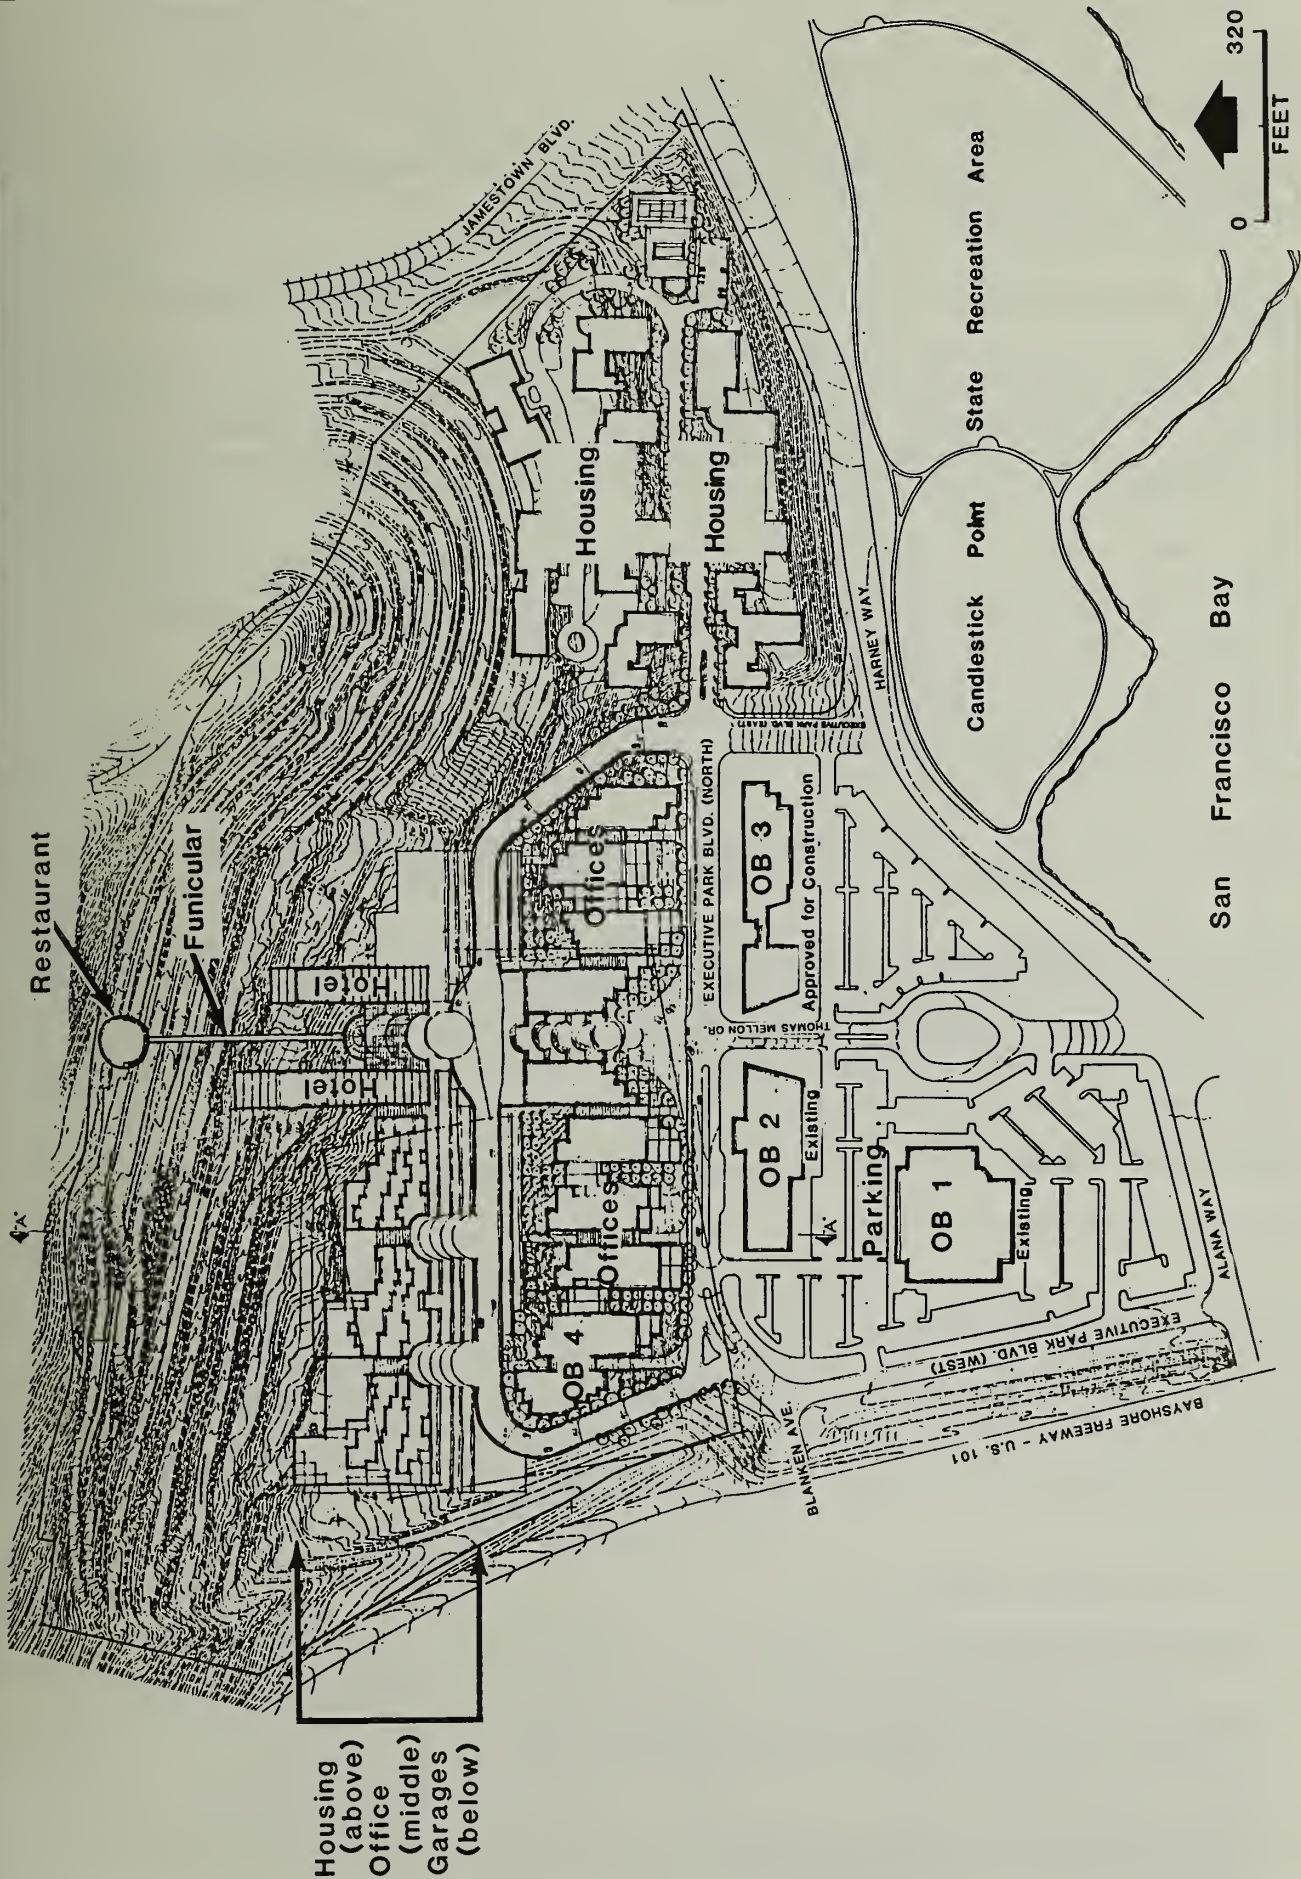 Restaurant
Funicular
JAMESTOWN BLVD.
Hotel
Hotel
Housing
(above)
Office
(middle)
Garages
(below)
"A"
Housing
Housing
Offices
Offices
OB 4
EXECUTIVE PARK BLVD. (NORTH)
EXECUTIVE PARK BLVD. (EAST)
OB 3
Approved for Construction
THOMAS MELLON DR.
OB 2
Existing
"A"
Parking
OB 1
Existing
HARNEY WAY
BLANKEN AVE.
EXECUTIVE PARK BLVD. (WEST)
BAYSHORE FREEWAY - U.S. 101
ALANA WAY
Candlestick Point State Recreation Area
San Francisco Bay
0 320
FEET